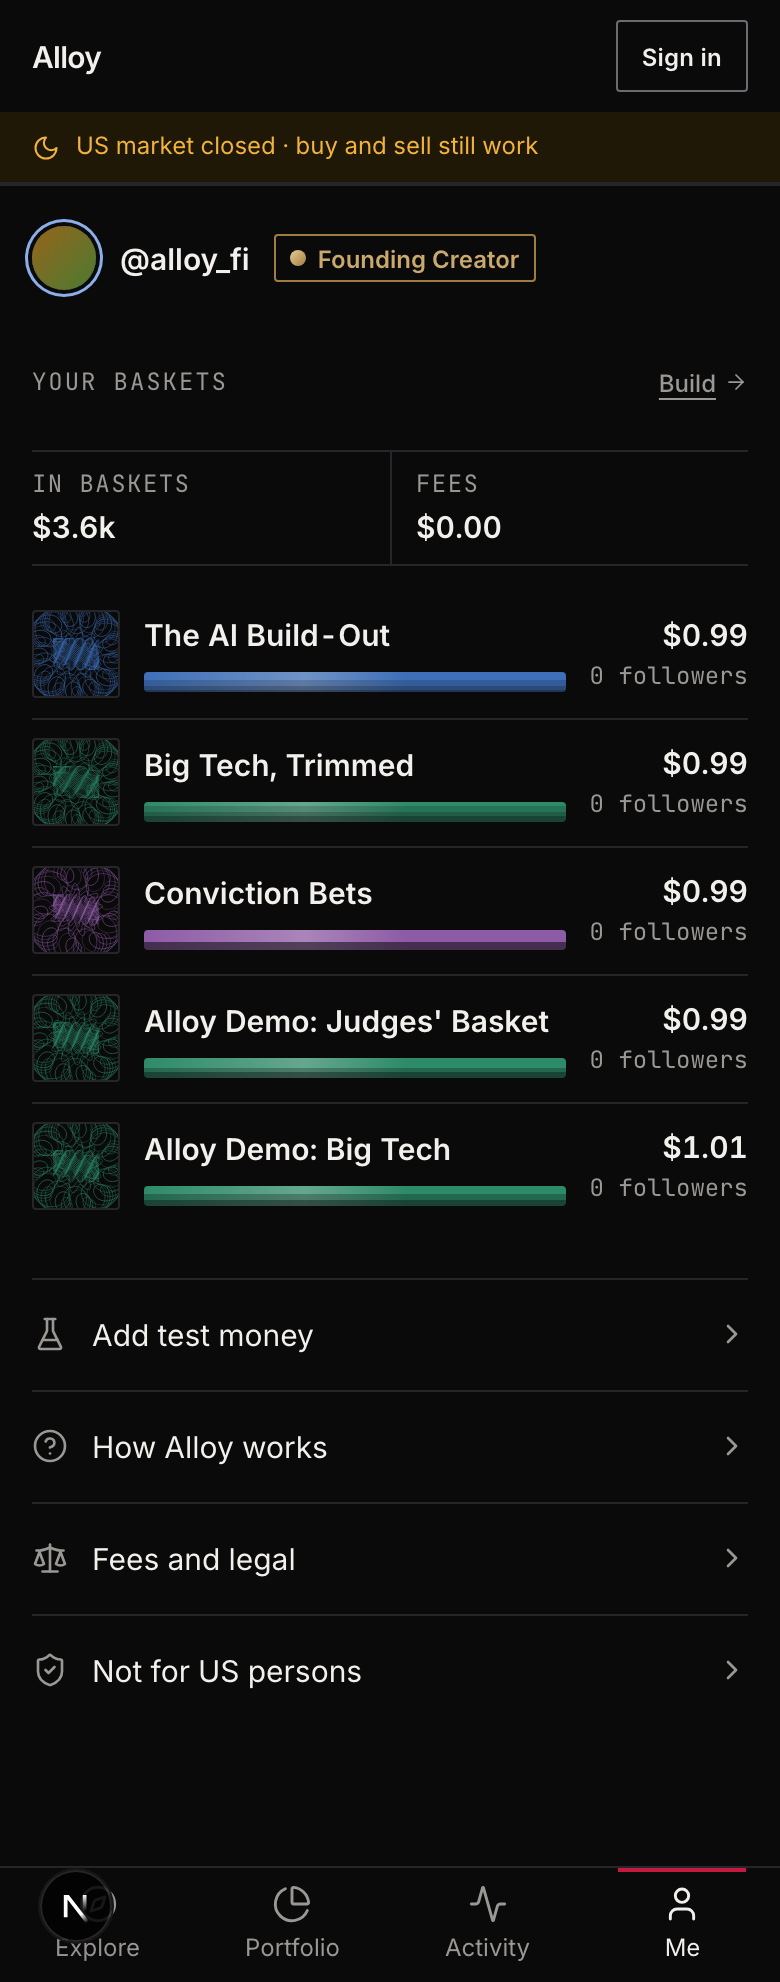 Alloy
Sign in
US market closed · buy and sell still work
@alloy_fi
Founding Creator
YOUR BASKETS
Build →
IN BASKETS
FEES
$3.6k
$0.00
The AI Build-Out
$0.99
0 followers
Big Tech, Trimmed
$0.99
0 followers
Conviction Bets
$0.99
0 followers
Alloy Demo: Judges' Basket
$0.99
0 followers
Alloy Demo: Big Tech
$1.01
0 followers
Add test money
How Alloy works
Fees and legal
Not for US persons
N
Explore
Portfolio
Activity
Me